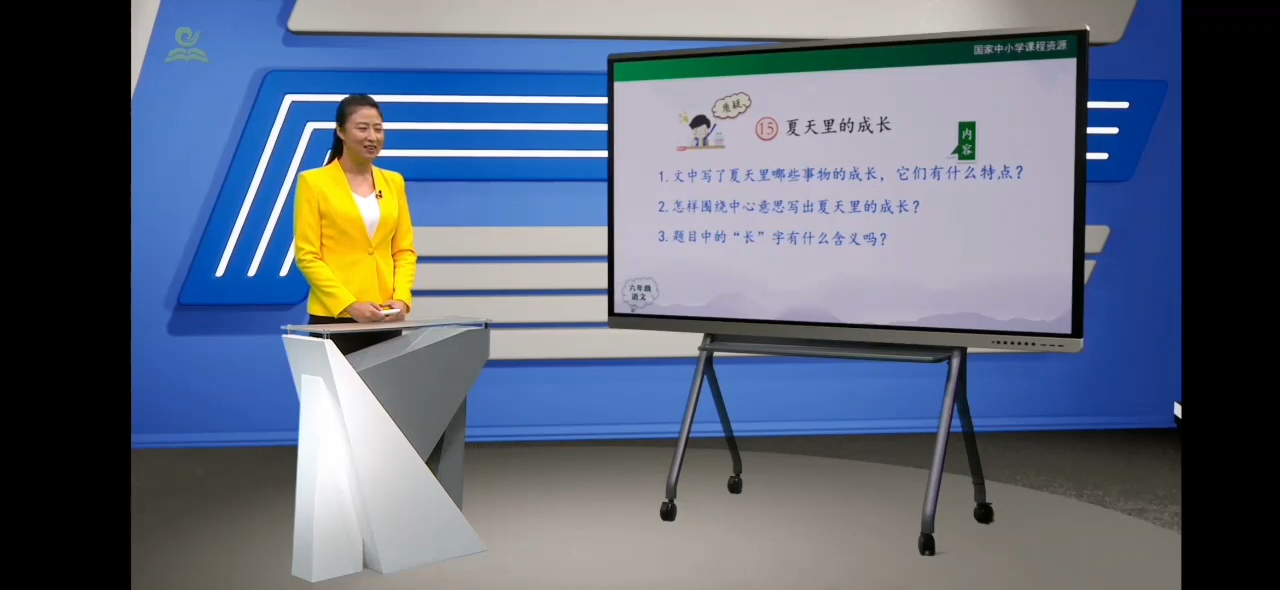 国家中小学课程资源
质疑
15 夏天里的成长
内容
1. 文中写了夏天里哪些事物的成长，它们有什么特点？
2. 怎样围绕中心意思写出夏天里的成长？
3. 题目中的“长”字有什么含义吗？
六年级
语文